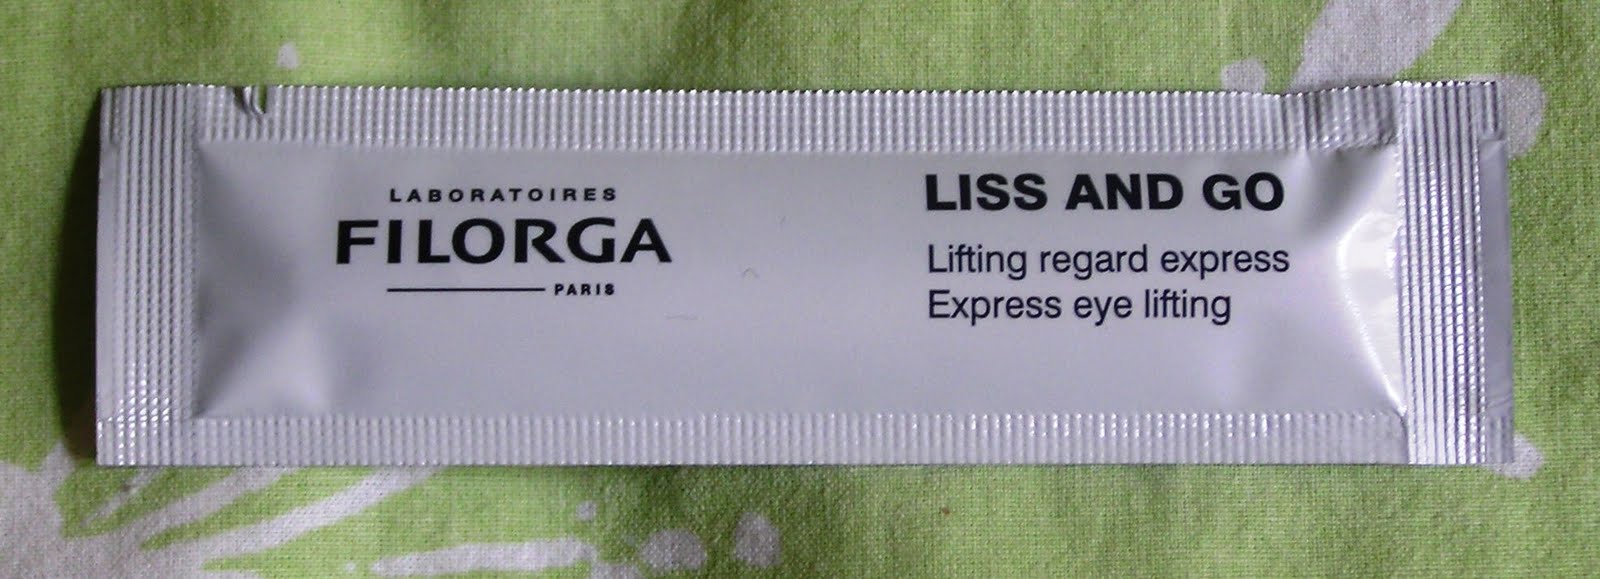 LABORATOIRES
FILORGA
PARIS
LISS AND GO
Lifting regard express
Express eye lifting